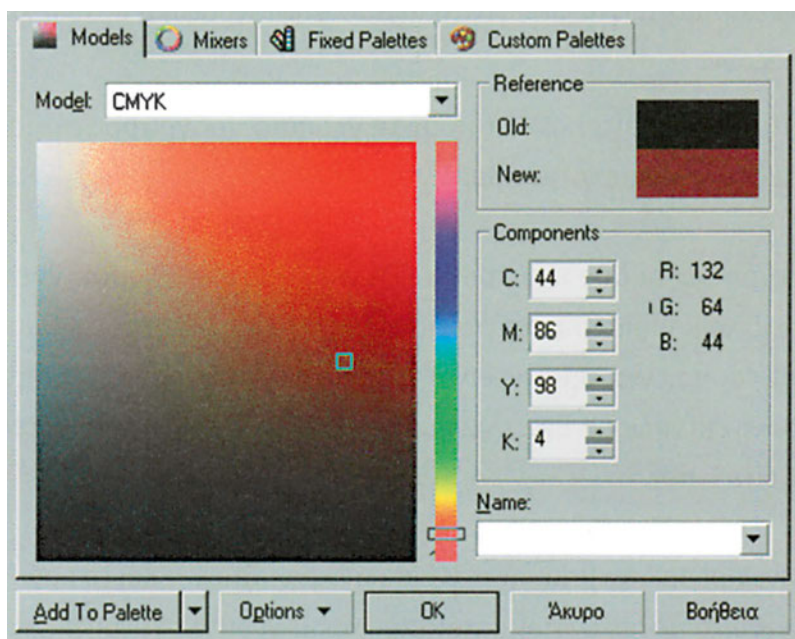 Models Mixers Fixed Palettes Custom Palettes
Model: CMYK
Reference
Old:
New:
Components
C: 44 R: 132
M: 86 G: 64
Y: 98 B: 44
K: 4
Name:
Add To Palette Options OK Άκυρο Βοήθεια